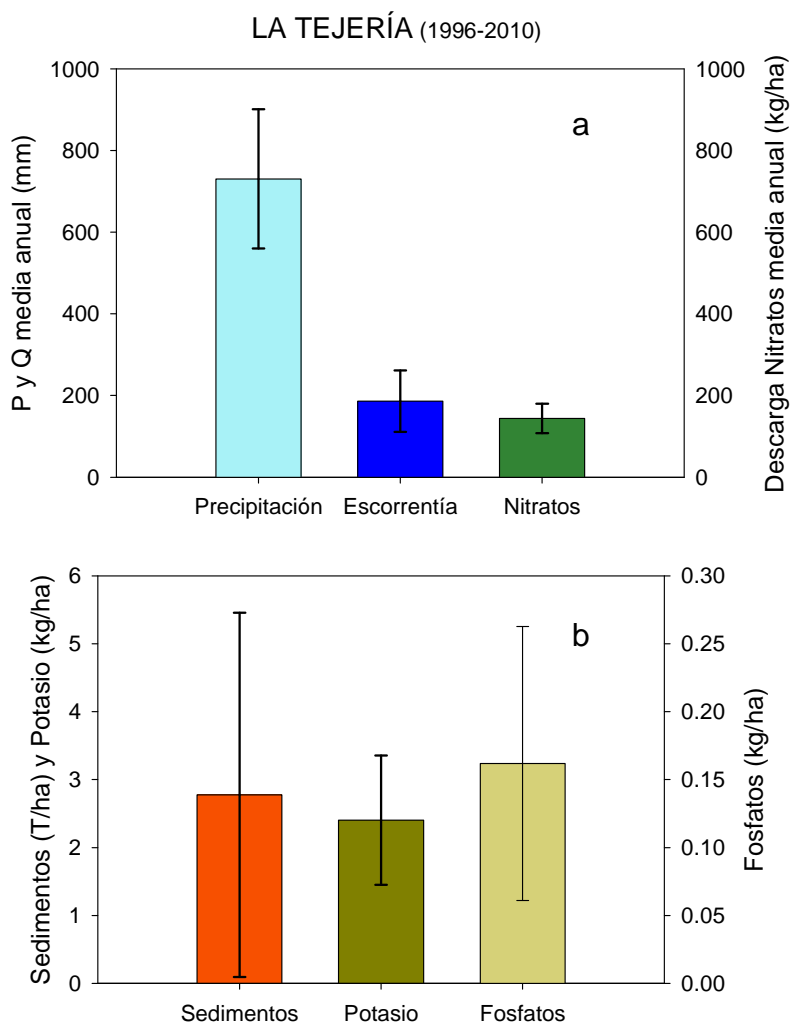 LA TEJERÍA (1996-2010)
a
P y Q media anual (mm)
1000
800
600
400
200
0
Descarga Nitratos media anual (kg/ha)
1000
800
600
400
200
0
Precipitación Escorrentía Nitratos
b
Sedimentos (T/ha) y Potasio (kg/ha)
6
5
4
3
2
1
0
Fosfatos (kg/ha)
0.30
0.25
0.20
0.15
0.10
0.05
0.00
Sedimentos Potasio Fosfatos